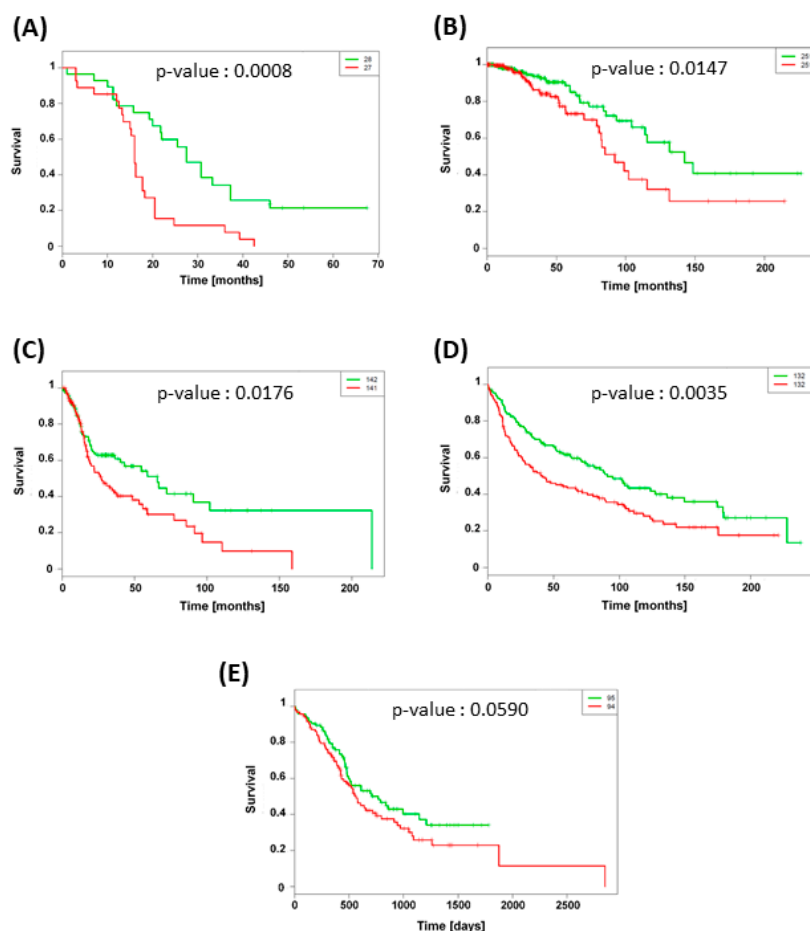 (A)
p-value : 0.0008
28
27
1
0.8
0.6
0.4
0.2
0
Survival
0 10 20 30 40 50 60 70
Time [months]
(B)
p-value : 0.0147
1
0.8
0.6
0.4
0.2
0
Survival
0 50 100 150 200
Time [months]
(C)
p-value : 0.0176
142
141
1
0.8
0.6
0.4
0.2
0
Survival
0 50 100 150 200
Time [months]
(D)
p-value : 0.0035
132
132
1
0.8
0.6
0.4
0.2
0
Survival
0 50 100 150 200
Time [months]
(E)
p-value : 0.0590
95
94
1
0.8
0.6
0.4
0.2
0
Survival
0 500 1000 1500 2000 2500
Time [days]